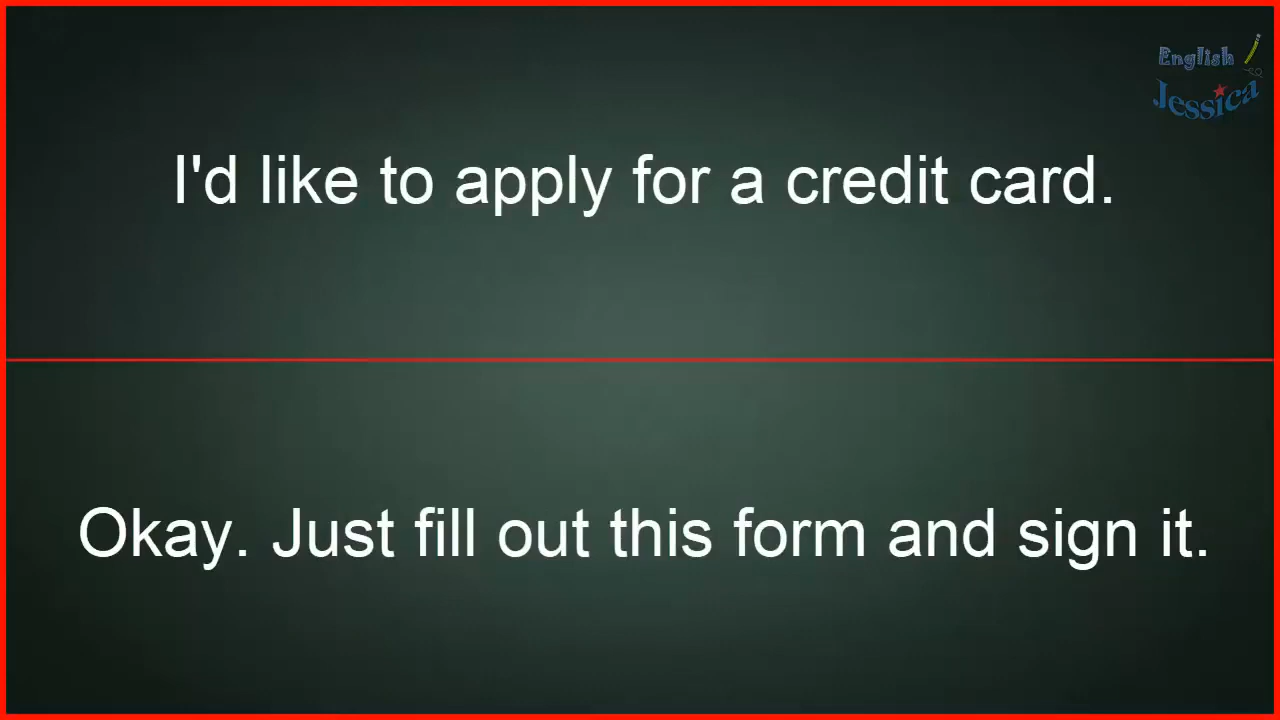 English
Jessica
I'd like to apply for a credit card.
Okay. Just fill out this form and sign it.